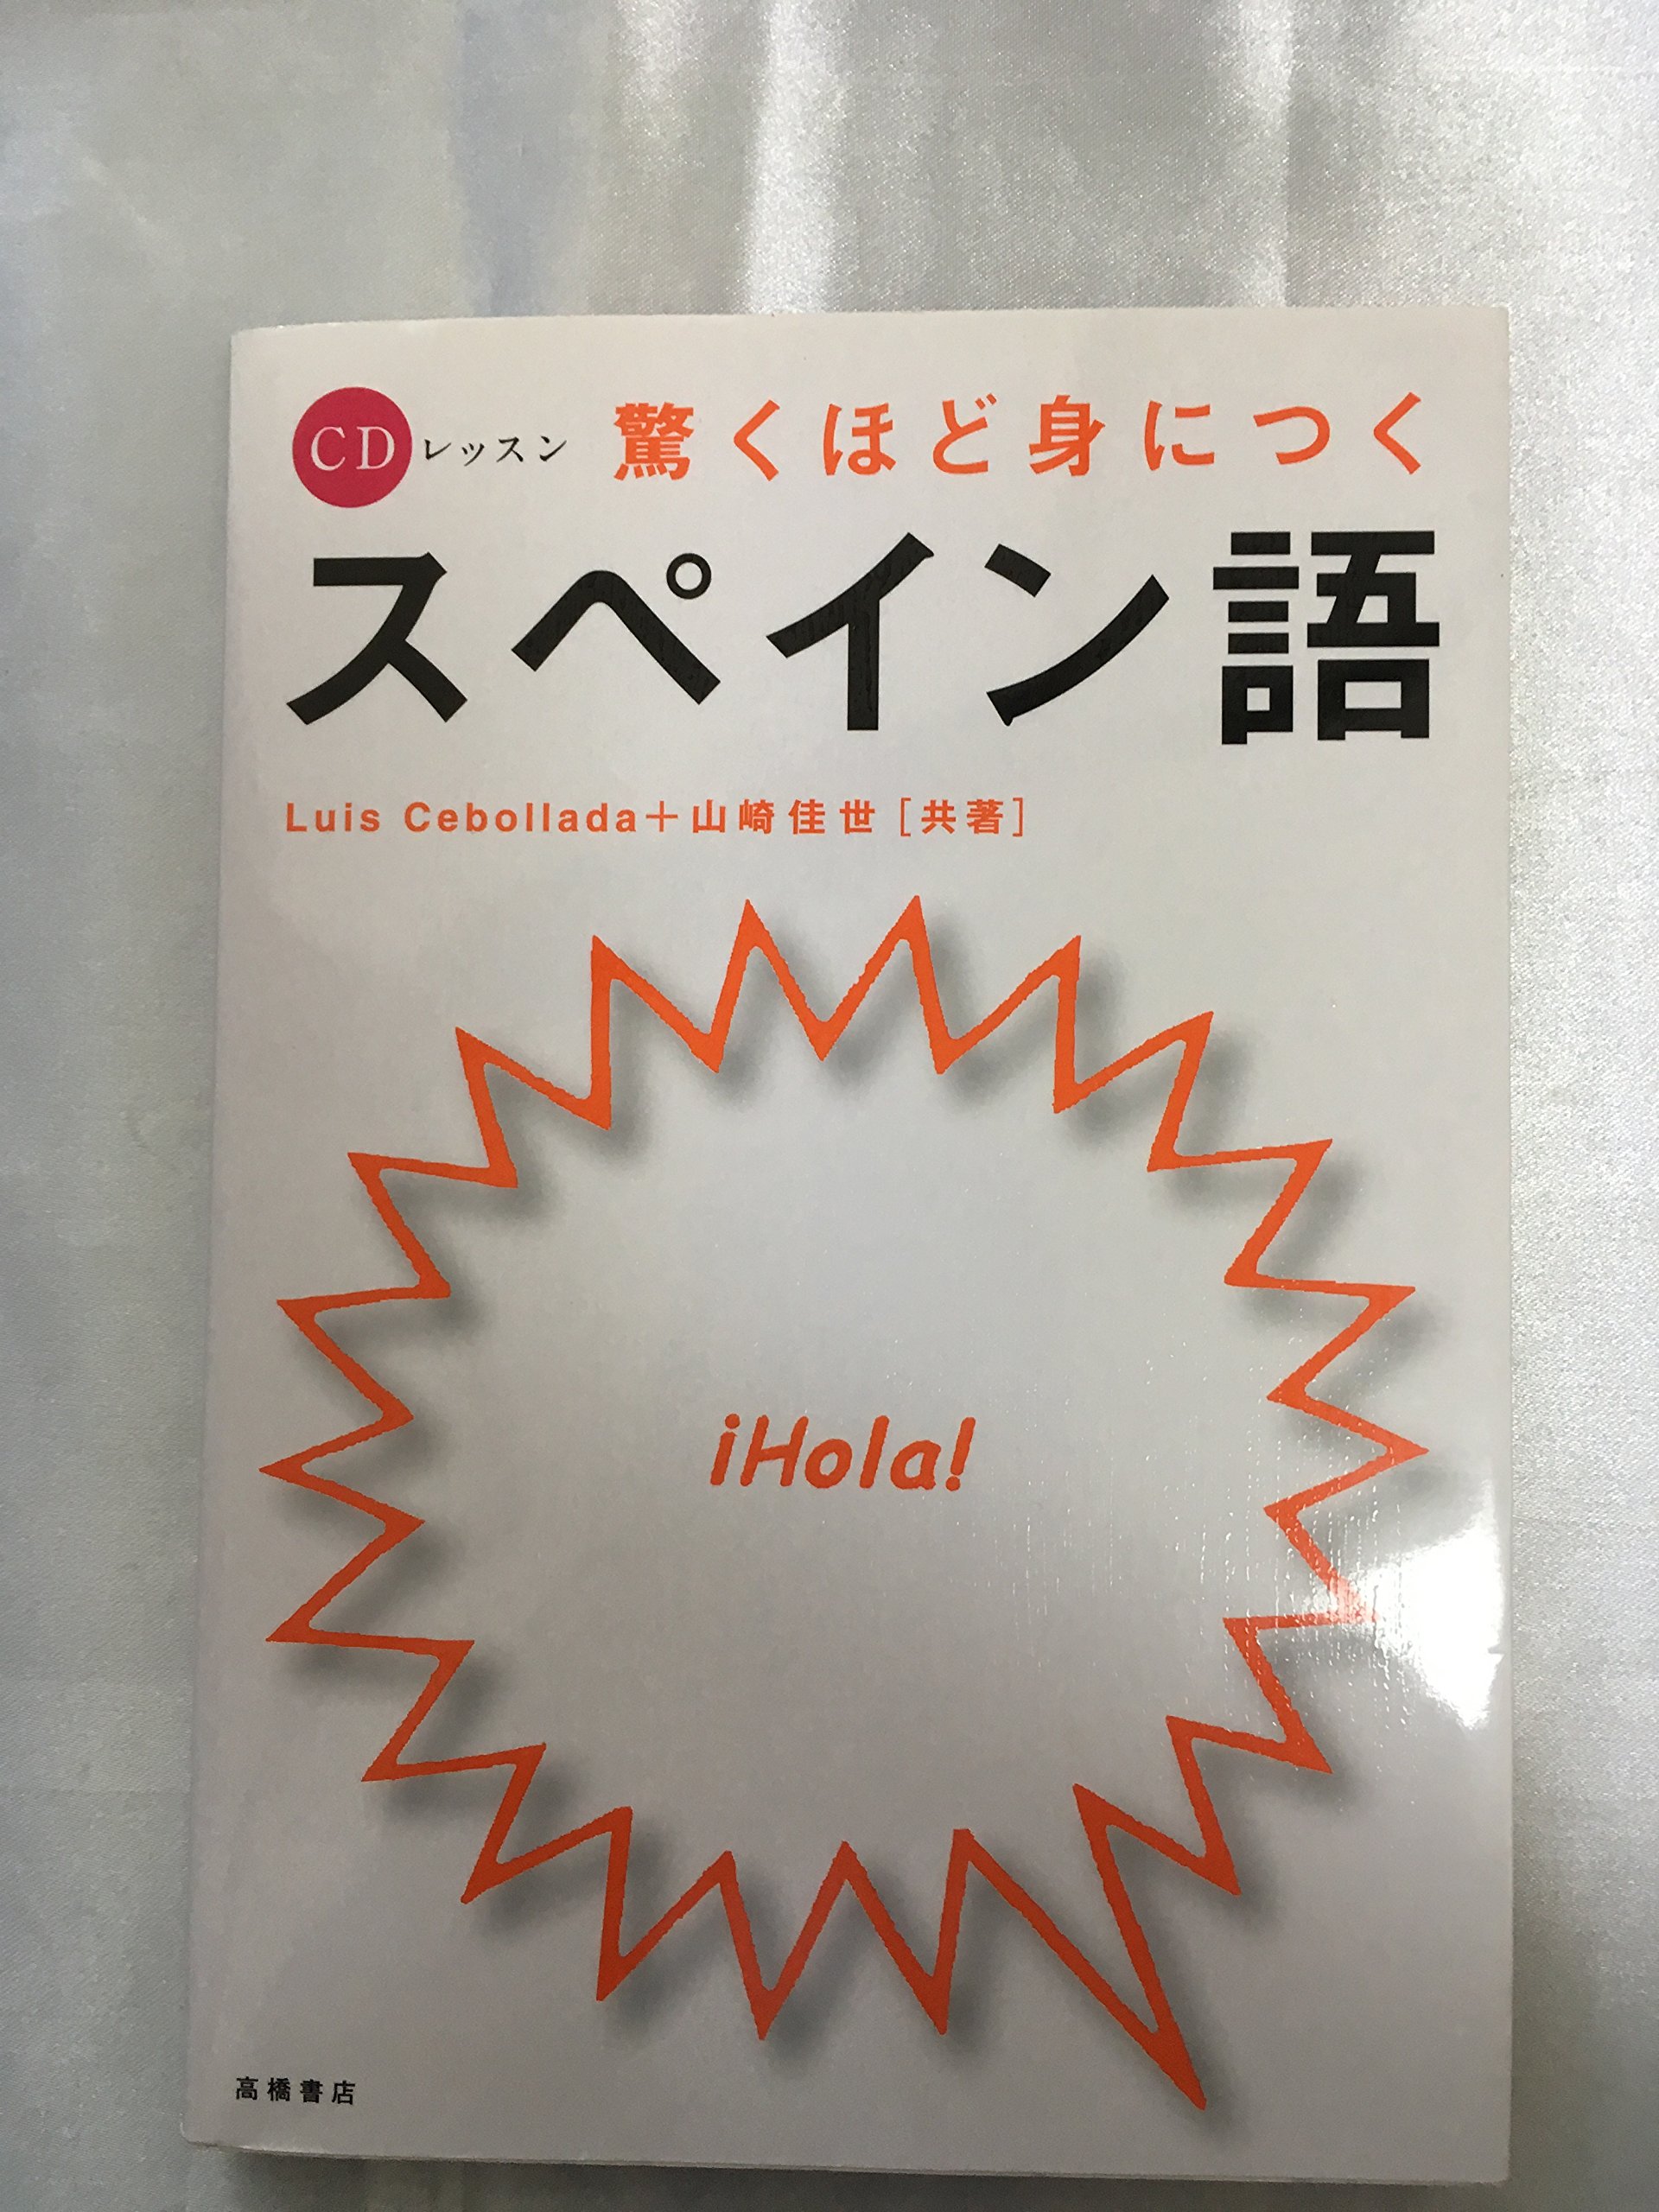 CDレッスン 驚くほど身につく
スペイン語
Luis Cebollada＋山崎佳世［共著］
¡Hola!
高橋書店